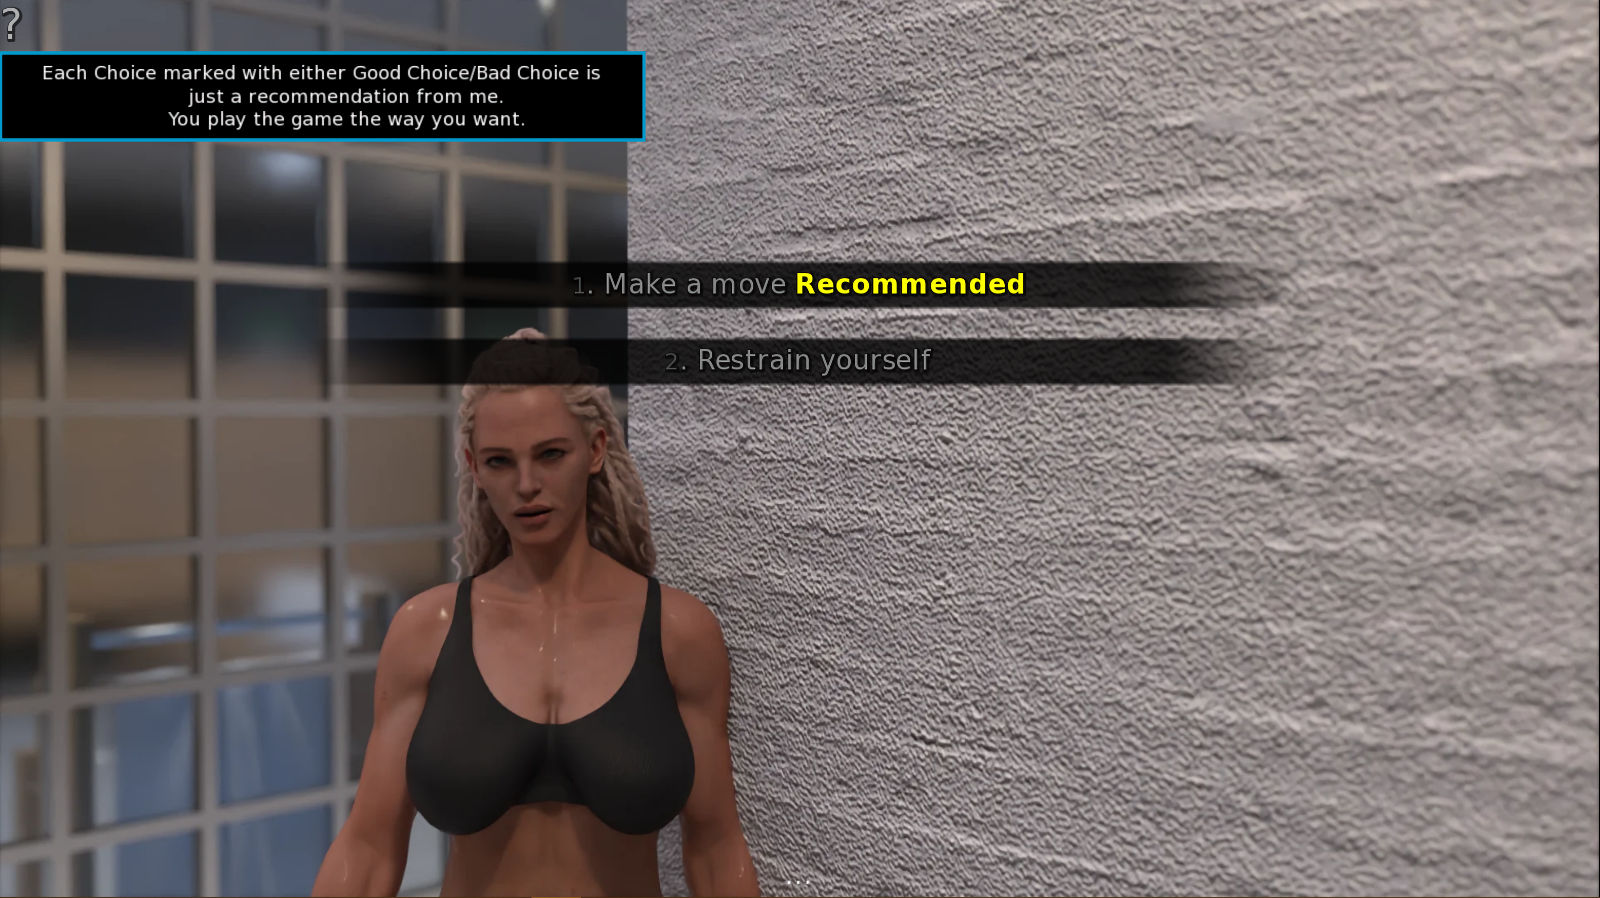 ?
Each Choice marked with either Good Choice/Bad Choice is
just a recommendation from me.
You play the game the way you want.
1. Make a move Recommended
2. Restrain yourself
...